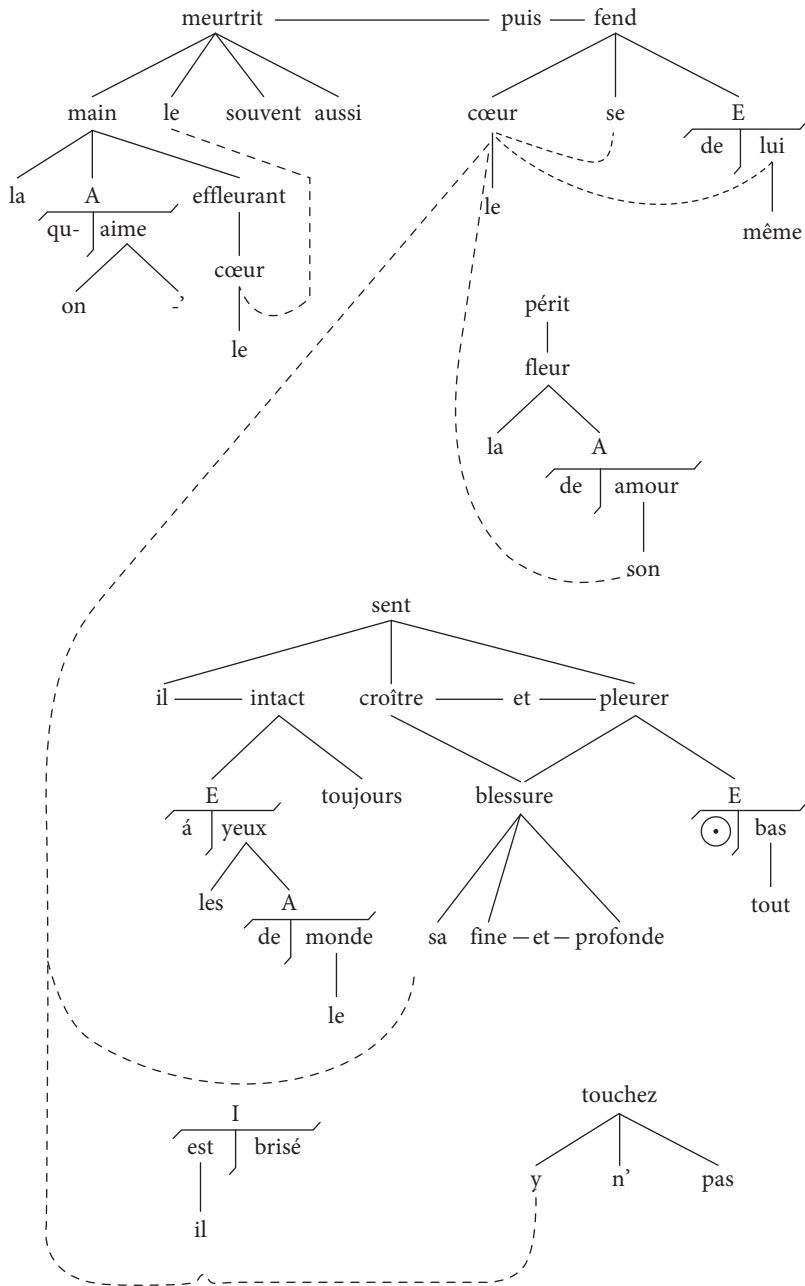 meurtrit puis fend
main le souvent aussi cœur se E
de lui
la A effleurant le
qu- aime même
cœur
on -’ périt
le
fleur
la A
de amour
son
sent
il intact croître et pleurer
E toujours blessure E
á yeux bas
les A tout
de monde sa fine – et – profonde
le
I touchez
est brisé
y n’ pas
il